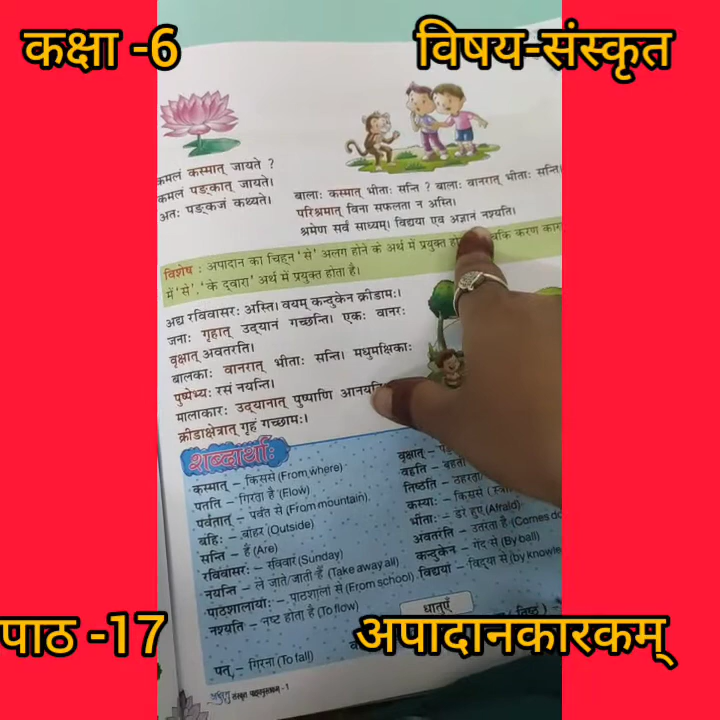 कक्षा -6
विषय-संस्कृत
कमलं कस्मात् जायते ?
कमलं पङ्कात् जायते।
अतः पङ्कजं कथ्यते।
बालाः कस्मात् भीताः सन्ति ? बालाः वानरात् भीताः सन्ति।
परिश्रमात् विना सफलता न अस्ति।
श्रमेण सर्वं साध्यम्। विद्यया एव अज्ञानं नश्यति।
विशेष : अपादान का चिह्न 'से' अलग होने के अर्थ में प्रयुक्त करण
में 'से', 'के द्वारा' अर्थ में प्रयुक्त होता है।
अद्य रविवासरः अस्ति। वयम् कन्दुकेन क्रीडामः।
जनाः गृहात् उद्यानं गच्छन्ति। एकः वानरः
वृक्षात् अवतरति।
बालकाः वानरात् भीताः सन्ति। मधुमक्षिकाः
पुष्पेभ्यः रसं नयन्ति।
मालाकारः उद्यानात् पुष्पाणि
क्रीडाक्षेत्रात् गृहं गच्छामः।
शब्दार्थाः
कस्मात् – किससे (From where)
पतति – गिरता है (Flow)
पर्वतात् – पर्वत से (From mountain)
बहिः – बाहर (Outside)
सन्ति – हैं (Are)
रविवासरः – रविवार (Sunday)
नयन्ति – ले जाते/जाती हैं (Take away all)
पाठशालायाः – पाठशाला से (From school)
नश्यति – नष्ट होता है (To flow)
वृक्षात् –
वहति – बहती
तिष्ठति – ठहरता
कस्याः – किससे
भीताः – डरे हुए (Afraid)
अवतरति – उतरता है
कन्दुकेन – गेंद से (By ball)
विद्यया – विद्या से
धातुएँ
पत् – गिरना (To fall)
संस्कृत पाठ्यपुस्तकम् - 1
पाठ -17
अपादानकारकम्